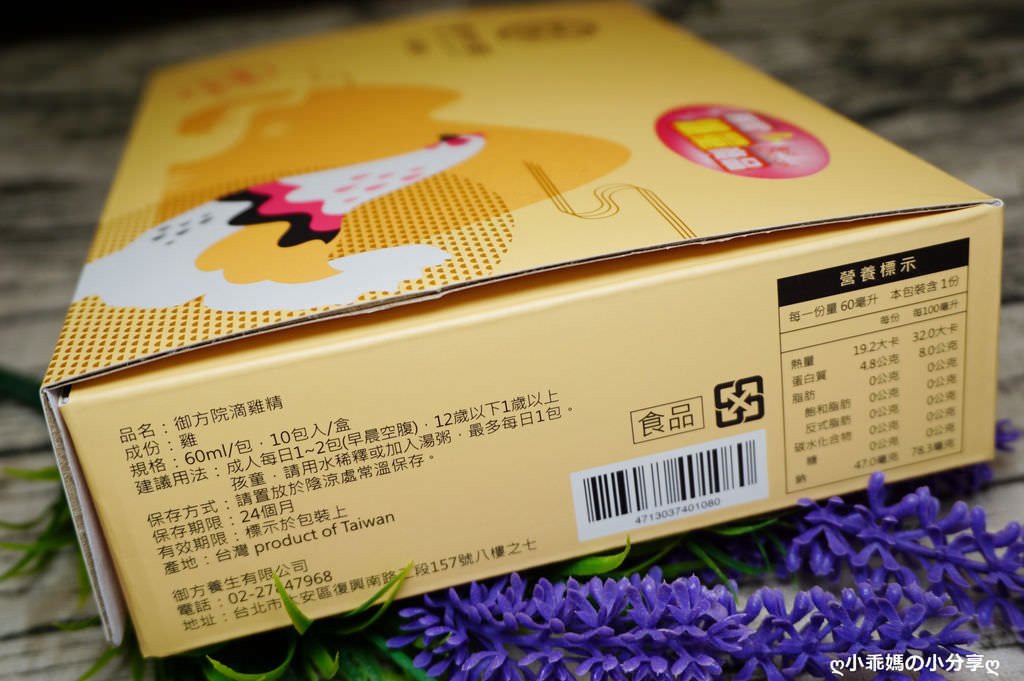 品名：御方院滴雞精
成份：雞
規格：60ml/包，10包入/盒
建議用法：成人每日1~2包(早晨空腹)，12歲以下1歲以上
孩童，請用水稀釋或加入湯粥，最多每日1包。
保存方式：請置放於陰涼處常溫保存。
保存期限：24個月
有效期限：標示於包裝上
產地：台灣 product of Taiwan
御方養生有限公司
電話：02-27847968
地址：台北市大安區復興南路二段157號八樓之七
食品
4713037401080
營養標示
每一份量 60毫升 本包裝含 1份
每份 每100毫升
熱量 19.2大卡 32.0大卡
蛋白質 4.8公克 8.0公克
脂肪 0公克 0公克
飽和脂肪 0公克 0公克
反式脂肪 0公克 0公克
碳水化合物 0公克 0公克
糖 0公克 0公克
鈉 47.0毫克 78.3毫克
ღ小乖媽の小分享ღ